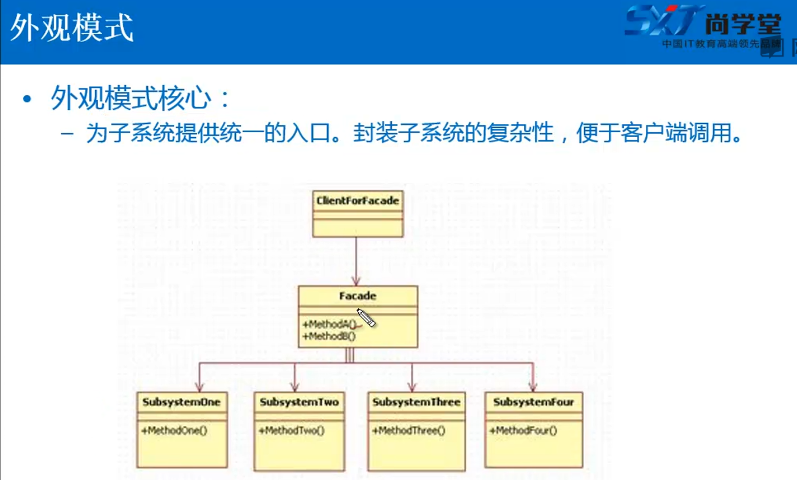 外观模式
SXT 尚学堂
中国IT教育高端领先品牌
• 外观模式核心：
– 为子系统提供统一的入口。封装子系统的复杂性，便于客户端调用。
ClientForFacade
Facade
+MethodA()
+MethodB()
SubsystemOne SubsystemTwo SubsystemThree SubsystemFour
+MethodOne() +MethodTwo() +MethodThree() +MethodFour()